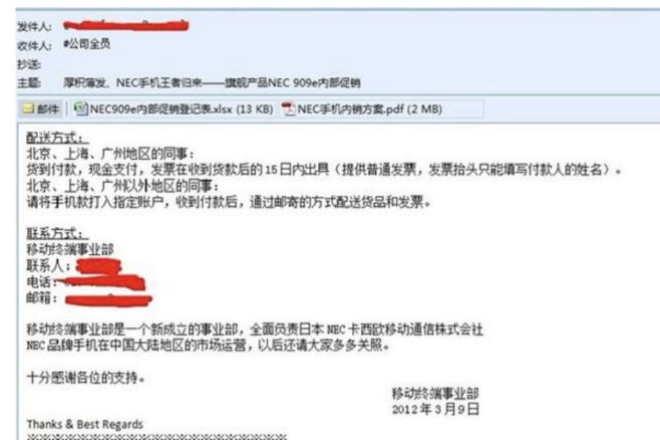 发件人:
收件人: #公司全员
抄送:
主题: 厚积薄发、NEC手机王者归来——旗舰产品NEC 909e内部促销
邮件 NEC909e内部促销登记表.xlsx (13 KB) NEC手机内销方案.pdf (2 MB)
配送方式:
北京、上海、广州地区的同事:
货到付款，现金支付，发票在收到货款后的15日内出具（提供普通发票，发票抬头只能填写付款人的姓名）。
北京、上海、广州以外地区的同事:
请将手机款打入指定账户，收到付款后，通过邮寄的方式配送货品和发票。
联系方式:
移动终端事业部
联系人:
电话:
邮箱:
移动终端事业部是一个新成立的事业部，全面负责日本 NEC 卡西欧移动通信株式会社
NEC 品牌手机在中国大陆地区的市场运营，以后还请大家多多关照。
十分感谢各位的支持。
移动终端事业部
2012 年 3 月 9 日
Thanks & Best Regards